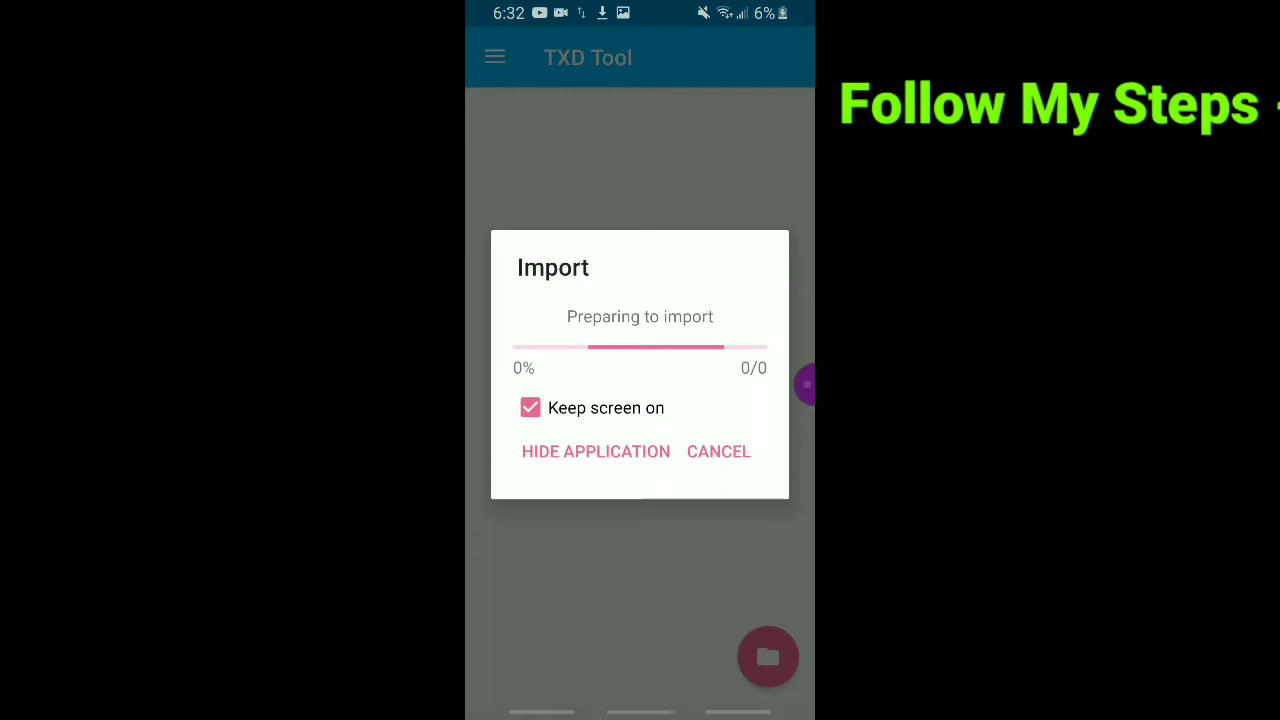 6:32 6%
TXD Tool
Follow My Steps -
Import
Preparing to import
0% 0/0
Keep screen on
HIDE APPLICATION CANCEL